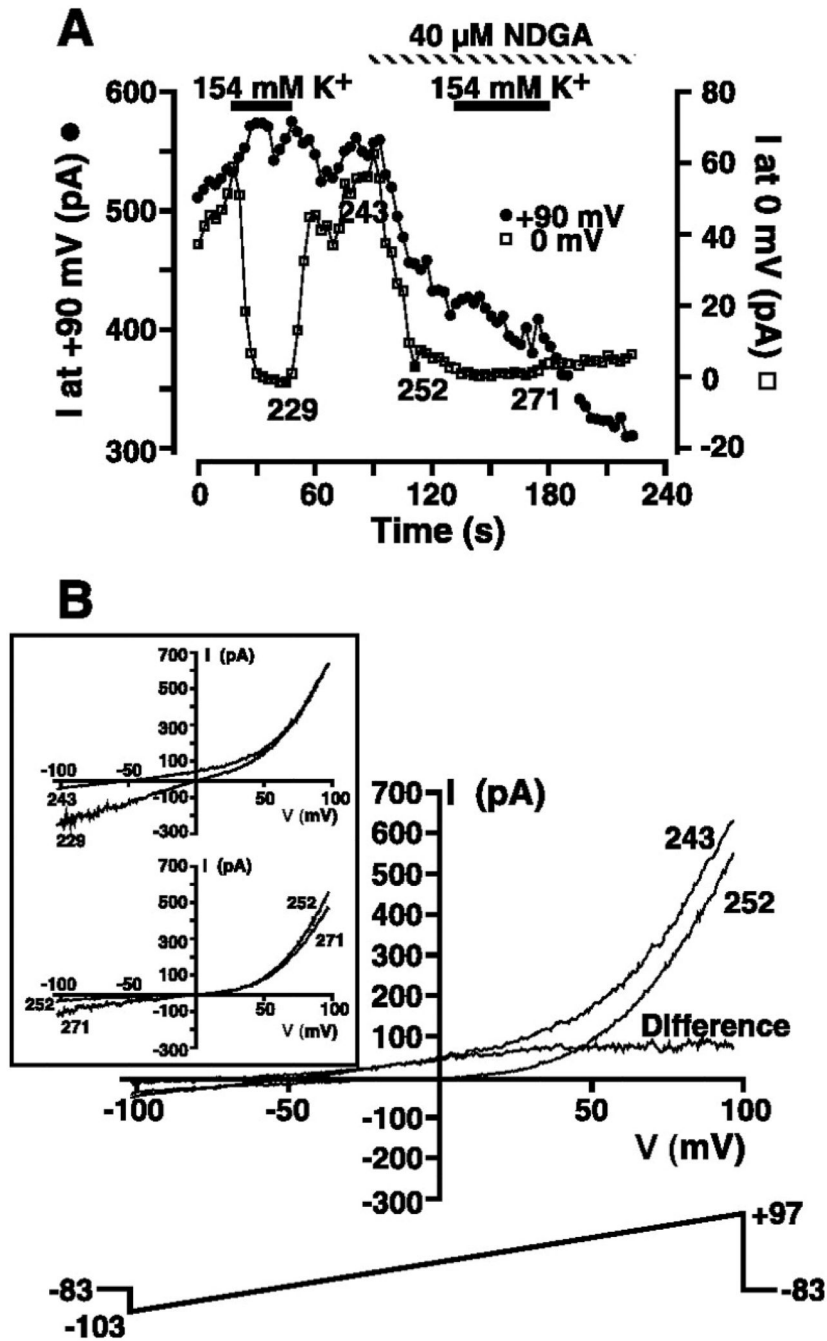 A
40 µM NDGA
154 mM K+ 154 mM K+
600 80
500 60
400 40
300 20
0
-20
I at +90 mV (pA) ●
I at 0 mV (pA) □
243
+90 mV
0 mV
229
252
271
0 60 120 180 240
Time (s)
B
700 I (pA)
500
300
100
-100 -50
50 100
-100
-300
V (mV)
243
229
700 I (pA)
500
300
100
-100 -50
50 100
-100
-300
V (mV)
252
271
252
271
700 I (pA)
600
500
400
300
200
100
243
252
Difference
-100 -50 50 100
-100
-200
-300
V (mV)
+97
-83 -83
-103